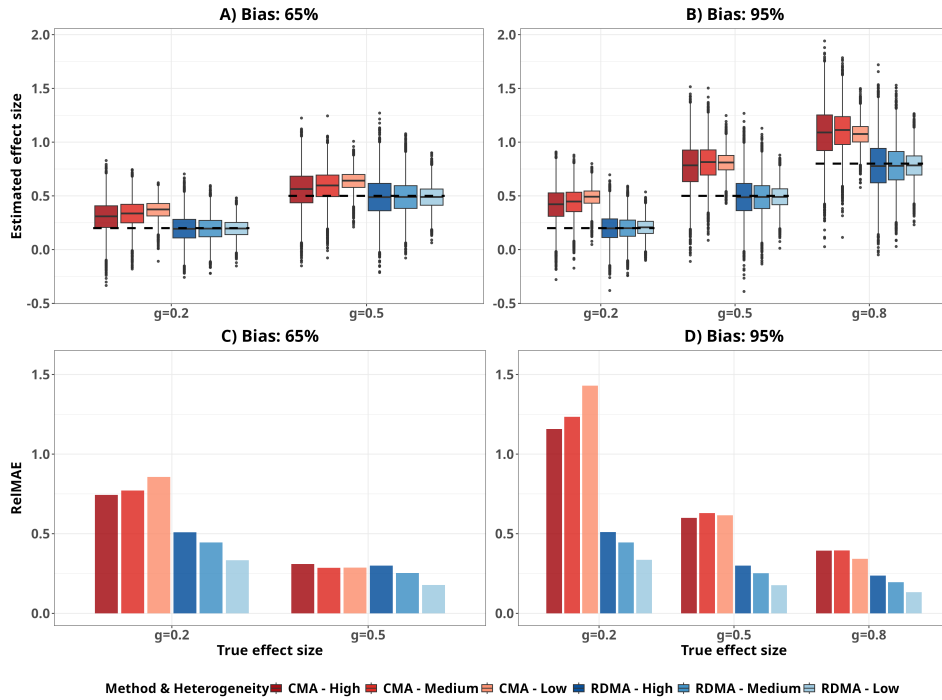 A) Bias: 65%
B) Bias: 95%
Estimated effect size
2.0
1.5
1.0
0.5
0.0
-0.5
2.0
1.5
1.0
0.5
0.0
-0.5
g=0.2
g=0.5
g=0.2
g=0.5
g=0.8
C) Bias: 65%
D) Bias: 95%
RelMAE
1.5
1.0
0.5
0.0
1.5
1.0
0.5
0.0
g=0.2
g=0.5
g=0.2
g=0.5
g=0.8
True effect size
True effect size
Method & Heterogeneity CMA - High CMA - Medium CMA - Low RDMA - High RDMA - Medium RDMA - Low